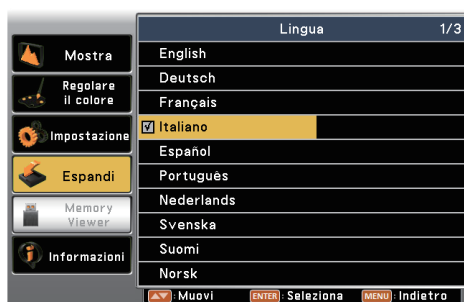 Lingua 1/3
Mostra
Regolare
il colore
Impostazione
Espandi
Memory
Viewer
Informazioni
English
Deutsch
Français
Italiano
Español
Português
Nederlands
Svenska
Suomi
Norsk
:Muovi ENTER :Seleziona MENU :Indietro